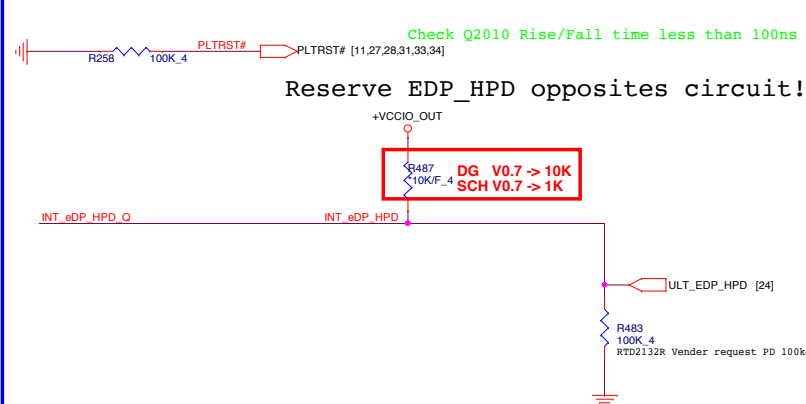 Check Q2010 Rise/Fall time less than 100ns
PLTRST#
PLTRST# [11,27,28,31,33,34]
R258
100K_4
Reserve EDP_HPD opposites circuit!
+VCCIO_OUT
R487
*10K/F_4
DG V0.7 -> 10K
SCH V0.7 -> 1K
INT_eDP_HPD_Q
INT_eDP_HPD
ULT_EDP_HPD [24]
R483
100K_4
RTD2132R Vender request PD 100k